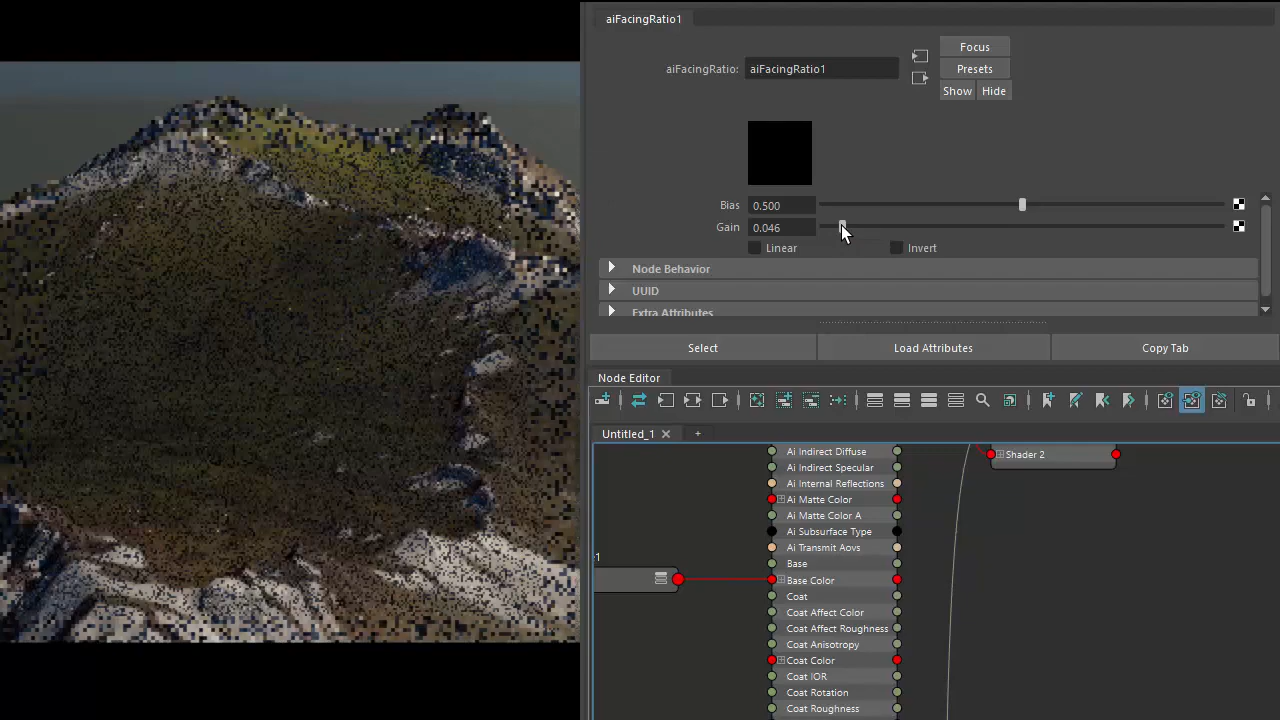 aiFacingRatio1
aiFacingRatio: aiFacingRatio1
Focus
Presets
Show Hide
Bias 0.500
Gain 0.046
Linear Invert
Node Behavior
UUID
Extra Attributes
Select Load Attributes Copy Tab
Node Editor
Untitled_1
Ai Indirect Diffuse
Shader 2
Ai Indirect Specular
Ai Internal Reflections
Ai Matte Color
Ai Matte Color A
Ai Subsurface Type
Ai Transmit Aovs
1
Base
Base Color
Coat
Coat Affect Color
Coat Affect Roughness
Coat Anisotropy
Coat Color
Coat IOR
Coat Rotation
Coat Roughness